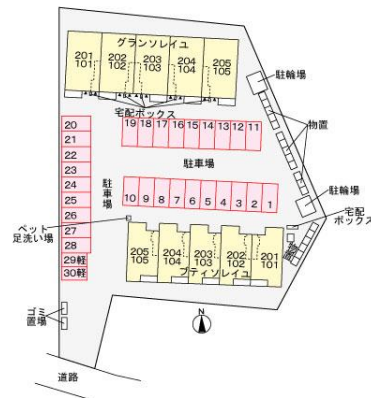 グランソレイユ
201 202 203 204 205
101 102 103 104 105
駐輪場
宅配ボックス
物置
19 18 17 16 15 14 13 12 11
駐車場
20
21
22
23
24
25
26
27
28
29軽
30軽
駐車場
10 9 8 7 6 5 4 3 2 1
駐輪場
宅配
ボックス
ペット
足洗い場
物置
205 204 203 202 201
105 104 103 102 101
プティソレイユ
ゴミ
置場
N
道路